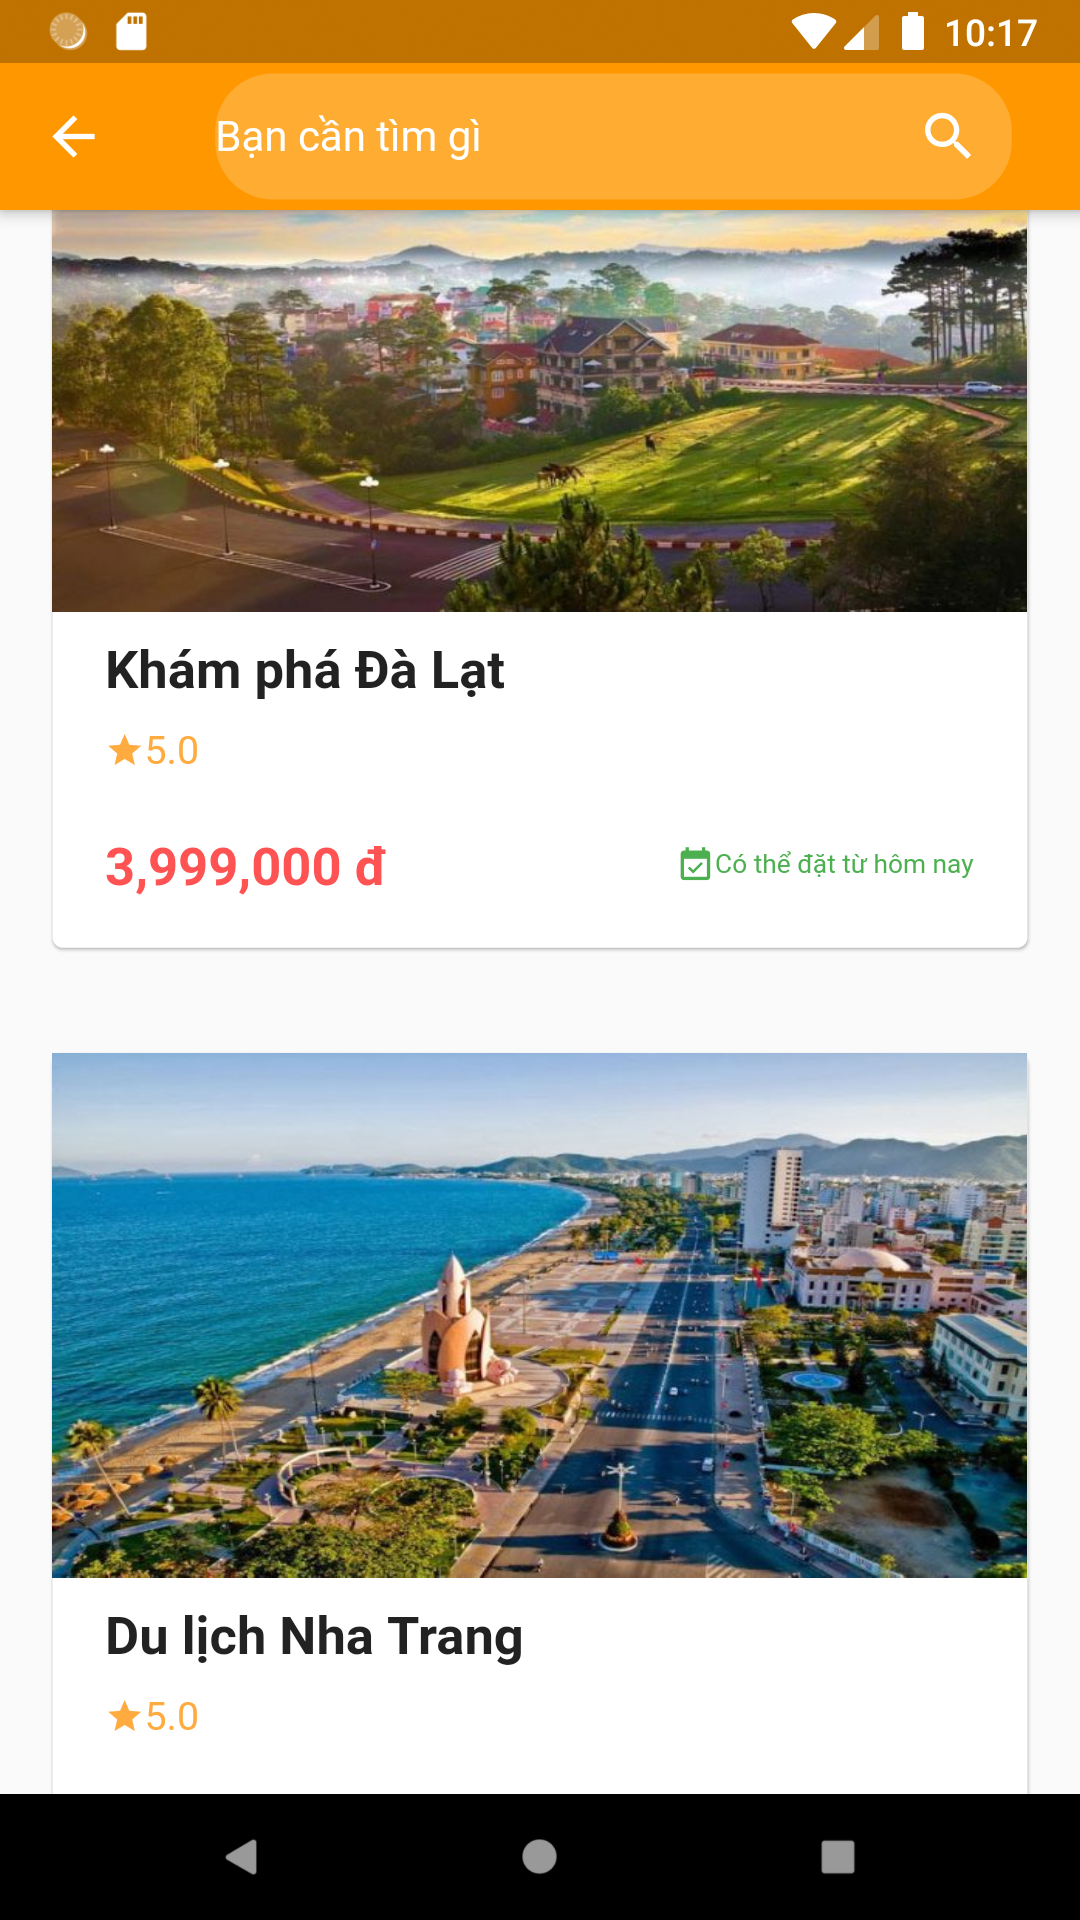 10:17
Bạn cần tìm gì
Khám phá Đà Lạt
5.0
3,999,000 đ
Có thể đặt từ hôm nay
Du lịch Nha Trang
5.0